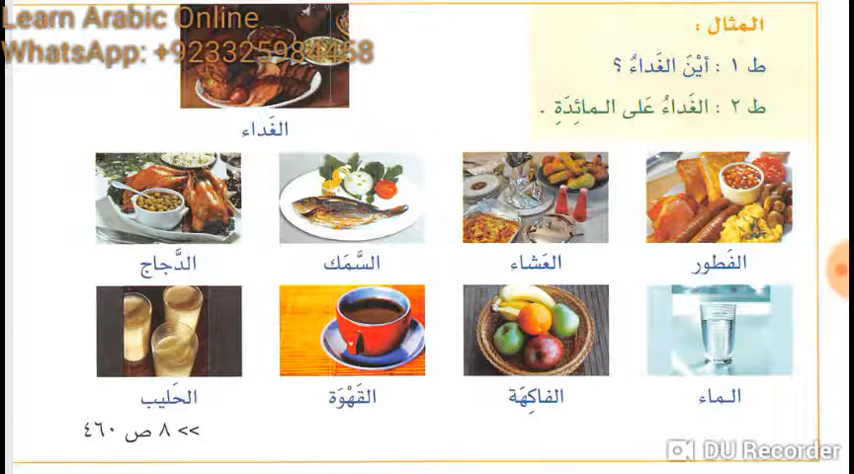 Learn Arabic Online
WhatsApp: +923325984458
المثال :
ط ١ : أَيْنَ الغَداءُ ؟
ط ٢ : الغَداءُ عَلى المائِدَةِ .
الغَداء
الفَطور
العَشاء
السَّمَك
الدَّجاج
الماء
الفاكِهَة
القَهْوَة
الحَليب
>> ٨ ص ٤٦٠
DU Recorder